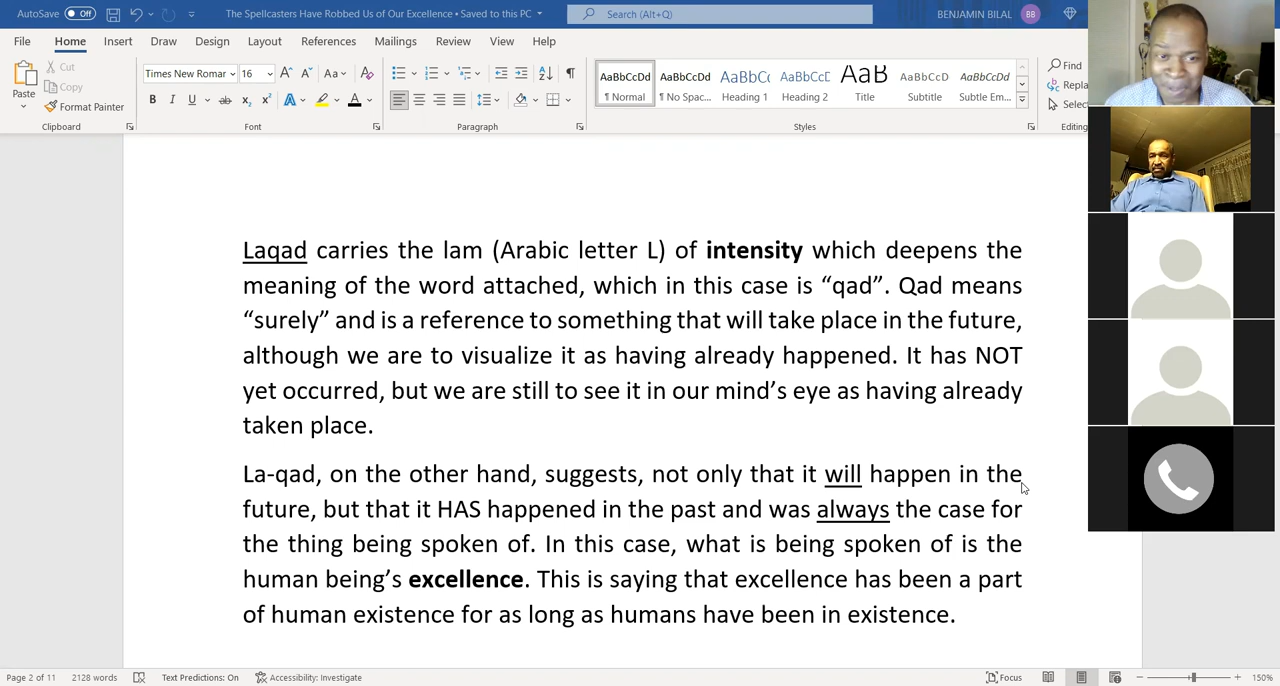 AutoSave Off The Spellcasters Have Robbed Us of Our Excellence • Saved to this PC Search (Alt+Q) BENJAMIN BILAL BB
File Home Insert Draw Design Layout References Mailings Review View Help
Paste Cut Copy Format Painter
Clipboard
Times New Roman 16
Font
Paragraph
AaBbCcDd AaBbCcDd AaBbCc AaBbCcD AaB AaBbCcDd AaBbCcDd
¶ Normal ¶ No Spac... Heading 1 Heading 2 Title Subtitle Subtle Em...
Styles
Find
Repla
Select
Editing
Laqad carries the lam (Arabic letter L) of intensity which deepens the
meaning of the word attached, which in this case is “qad”. Qad means
“surely” and is a reference to something that will take place in the future,
although we are to visualize it as having already happened. It has NOT
yet occurred, but we are still to see it in our mind’s eye as having already
taken place.
La-qad, on the other hand, suggests, not only that it will happen in the
future, but that it HAS happened in the past and was always the case for
the thing being spoken of. In this case, what is being spoken of is the
human being’s excellence. This is saying that excellence has been a part
of human existence for as long as humans have been in existence.
Page 2 of 11 2128 words Text Predictions: On Accessibility: Investigate Focus 150%